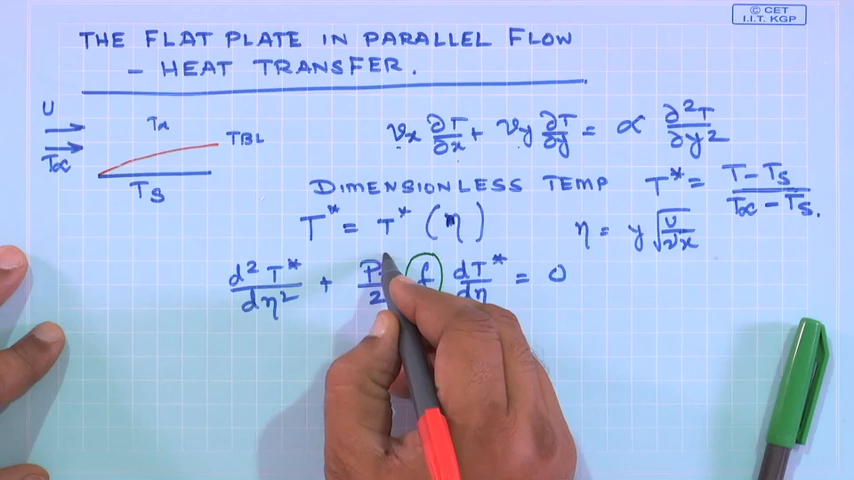 © CET
I.I.T. KGP
THE FLAT PLATE IN PARALLEL FLOW
- HEAT TRANSFER.
U
T∞
T∞
TBL
Ts
vx ∂T/∂x + vy ∂T/∂y = α ∂²T/∂y²
DIMENSIONLESS TEMP T* = (T - Ts)/(T∞ - Ts).
T* = T* (η) η = y √(U/νx)
d²T*/dη² + P /2 f dT*/dη = 0